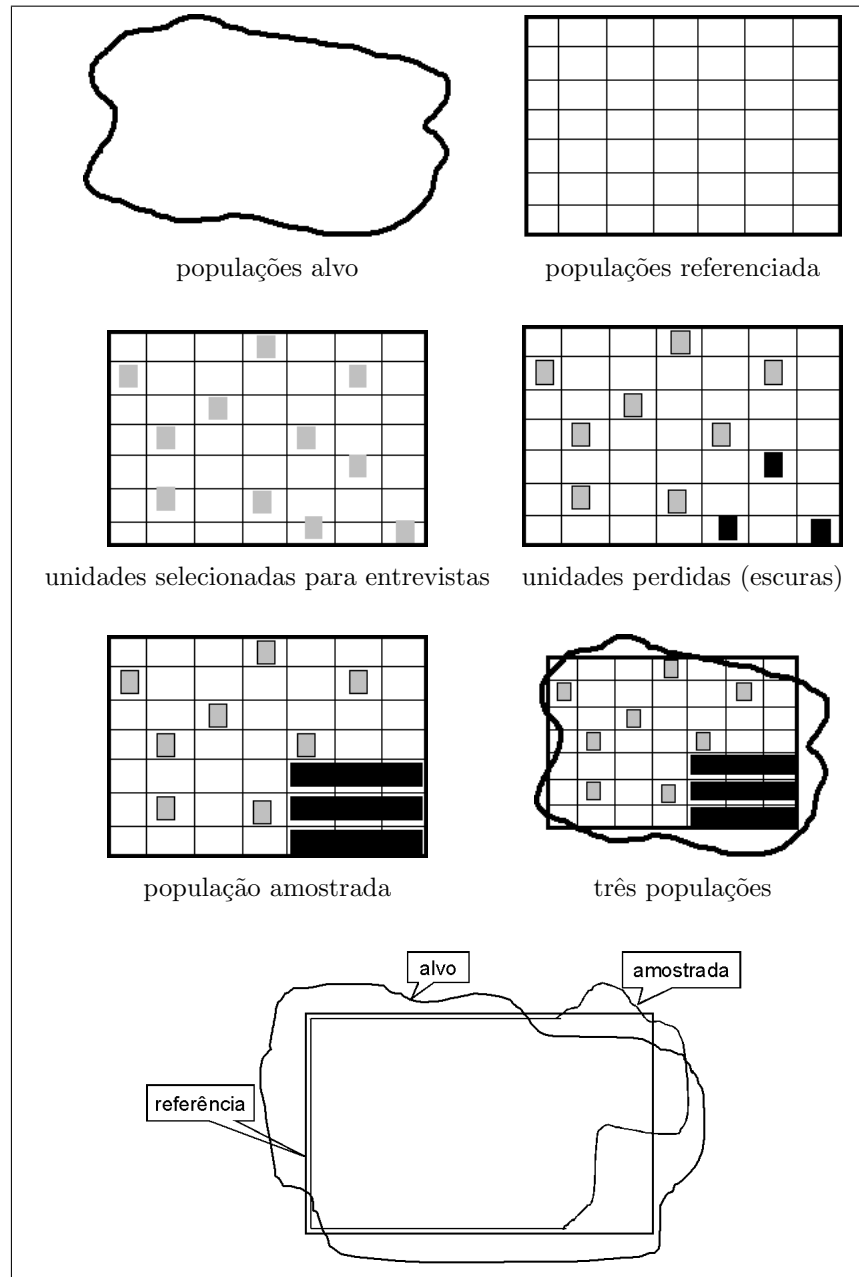 populações alvo
populações referenciada
unidades selecionadas para entrevistas
unidades perdidas (escuras)
população amostrada
três populações
alvo
amostrada
referência